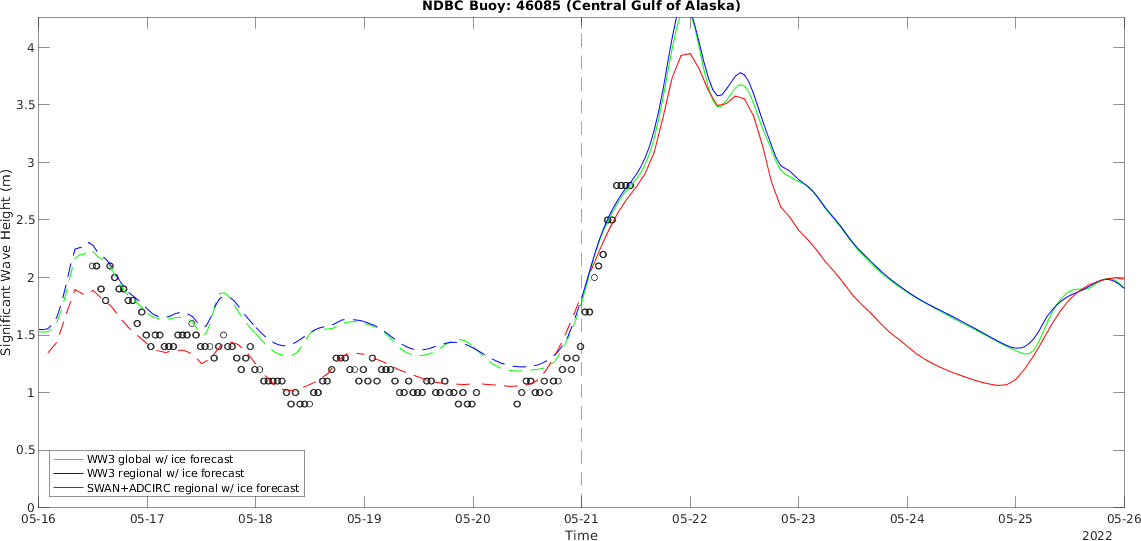 NDBC Buoy: 46085 (Central Gulf of Alaska)
Significant Wave Height (m)
4
3.5
3
2.5
2
1.5
1
0.5
0
WW3 global w/ ice forecast
WW3 regional w/ ice forecast
SWAN+ADCIRC regional w/ ice forecast
05-16 05-17 05-18 05-19 05-20 05-21 05-22 05-23 05-24 05-25 05-26
Time 2022